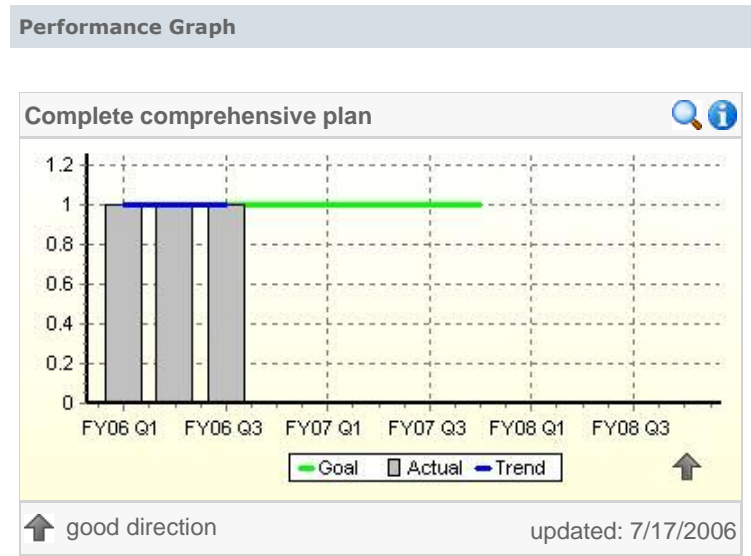 Performance Graph
Complete comprehensive plan
1.2
1
0.8
0.6
0.4
0.2
0
FY06 Q1 FY06 Q3 FY07 Q1 FY07 Q3 FY08 Q1 FY08 Q3
Goal Actual Trend
good direction updated: 7/17/2006